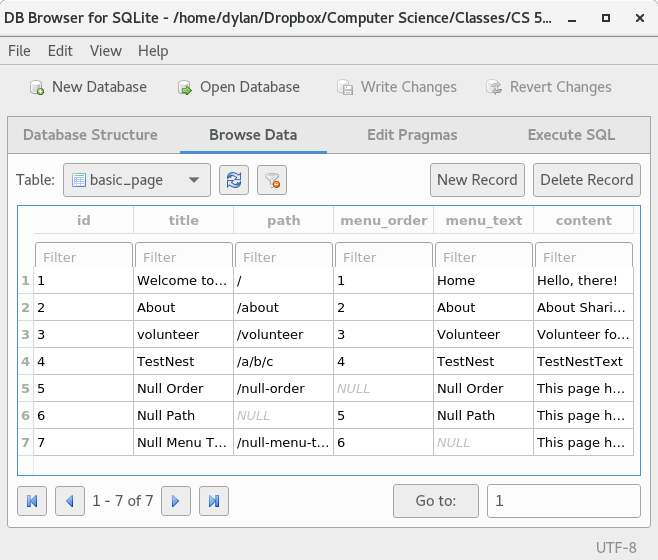 DB Browser for SQLite - /home/dylan/Dropbox/Computer Science/Classes/CS 5...
File Edit View Help
New Database Open Database Write Changes Revert Changes
Database Structure Browse Data Edit Pragmas Execute SQL
Table: basic_page New Record Delete Record
id title path menu_order menu_text content
Filter Filter Filter Filter Filter Filter
1 1 Welcome to... / 1 Home Hello, there!
2 2 About /about 2 About About Shari...
3 3 volunteer /volunteer 3 Volunteer Volunteer fo...
4 4 TestNest /a/b/c 4 TestNest TestNestText
5 5 Null Order /null-order NULL Null Order This page h...
6 6 Null Path NULL 5 Null Path This page h...
7 7 Null Menu T... /null-menu-t... 6 NULL This page h...
1 - 7 of 7 Go to: 1
UTF-8